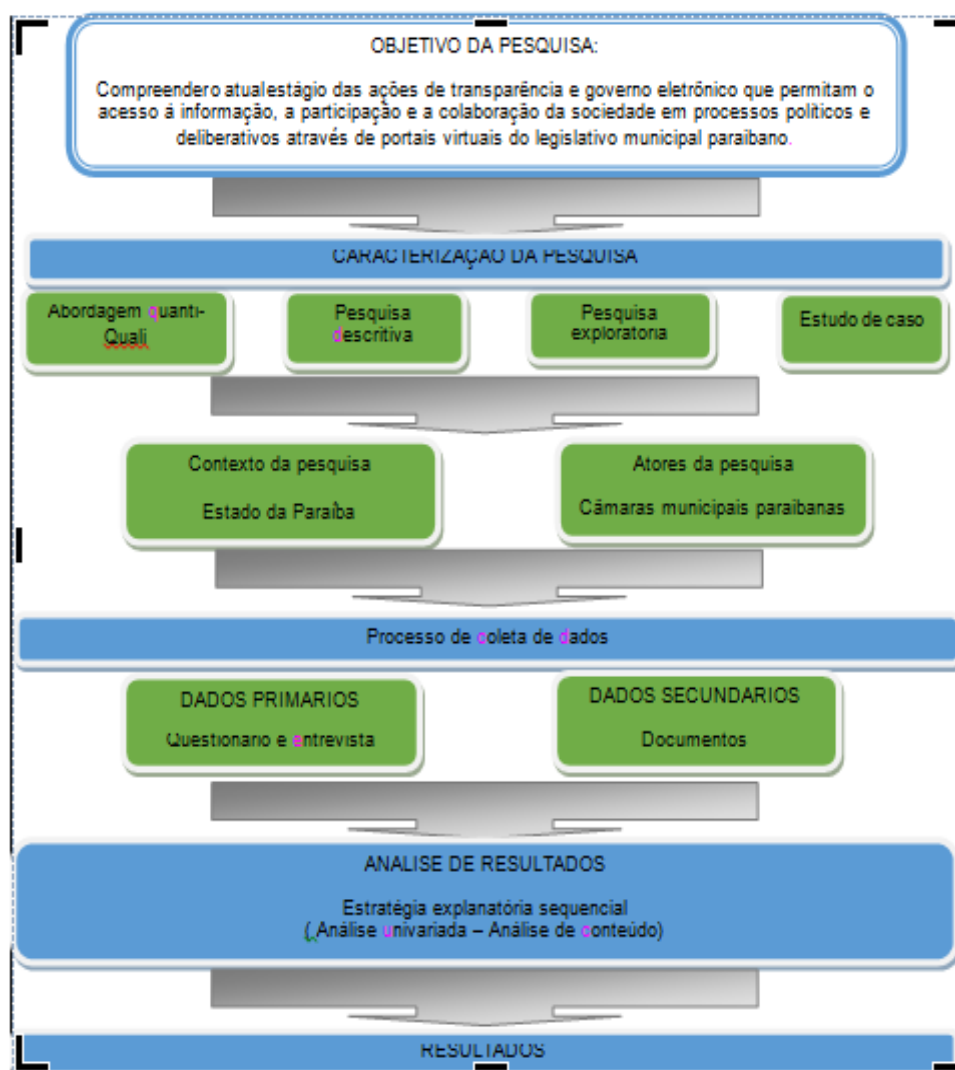 OBJETIVO DA PESQUISA:
Compreendero atualestágio das ações de transparência e governo eletrônico que permitam o
acesso à informação, a participação e a colaboração da sociedade em processos políticos e
deliberativos através de portais virtuais do legislativo municipal paraibano.
CARACTERIZAÇÃO DA PESQUISA
Abordagem quanti-
Quali
Pesquisa
descritiva
Pesquisa
exploratoria
Estudo de caso
Contexto da pesquisa
Estado da Paraíba
Atores da pesquisa
Câmaras municipais paraibanas
Processo de coleta de dados
DADOS PRIMARIOS
Questionario e entrevista
DADOS SECUNDARIOS
Documentos
ANALISE DE RESULTADOS
Estratégia explanatória sequencial
( Análise univariada – Análise de conteúdo)
RESULTADOS